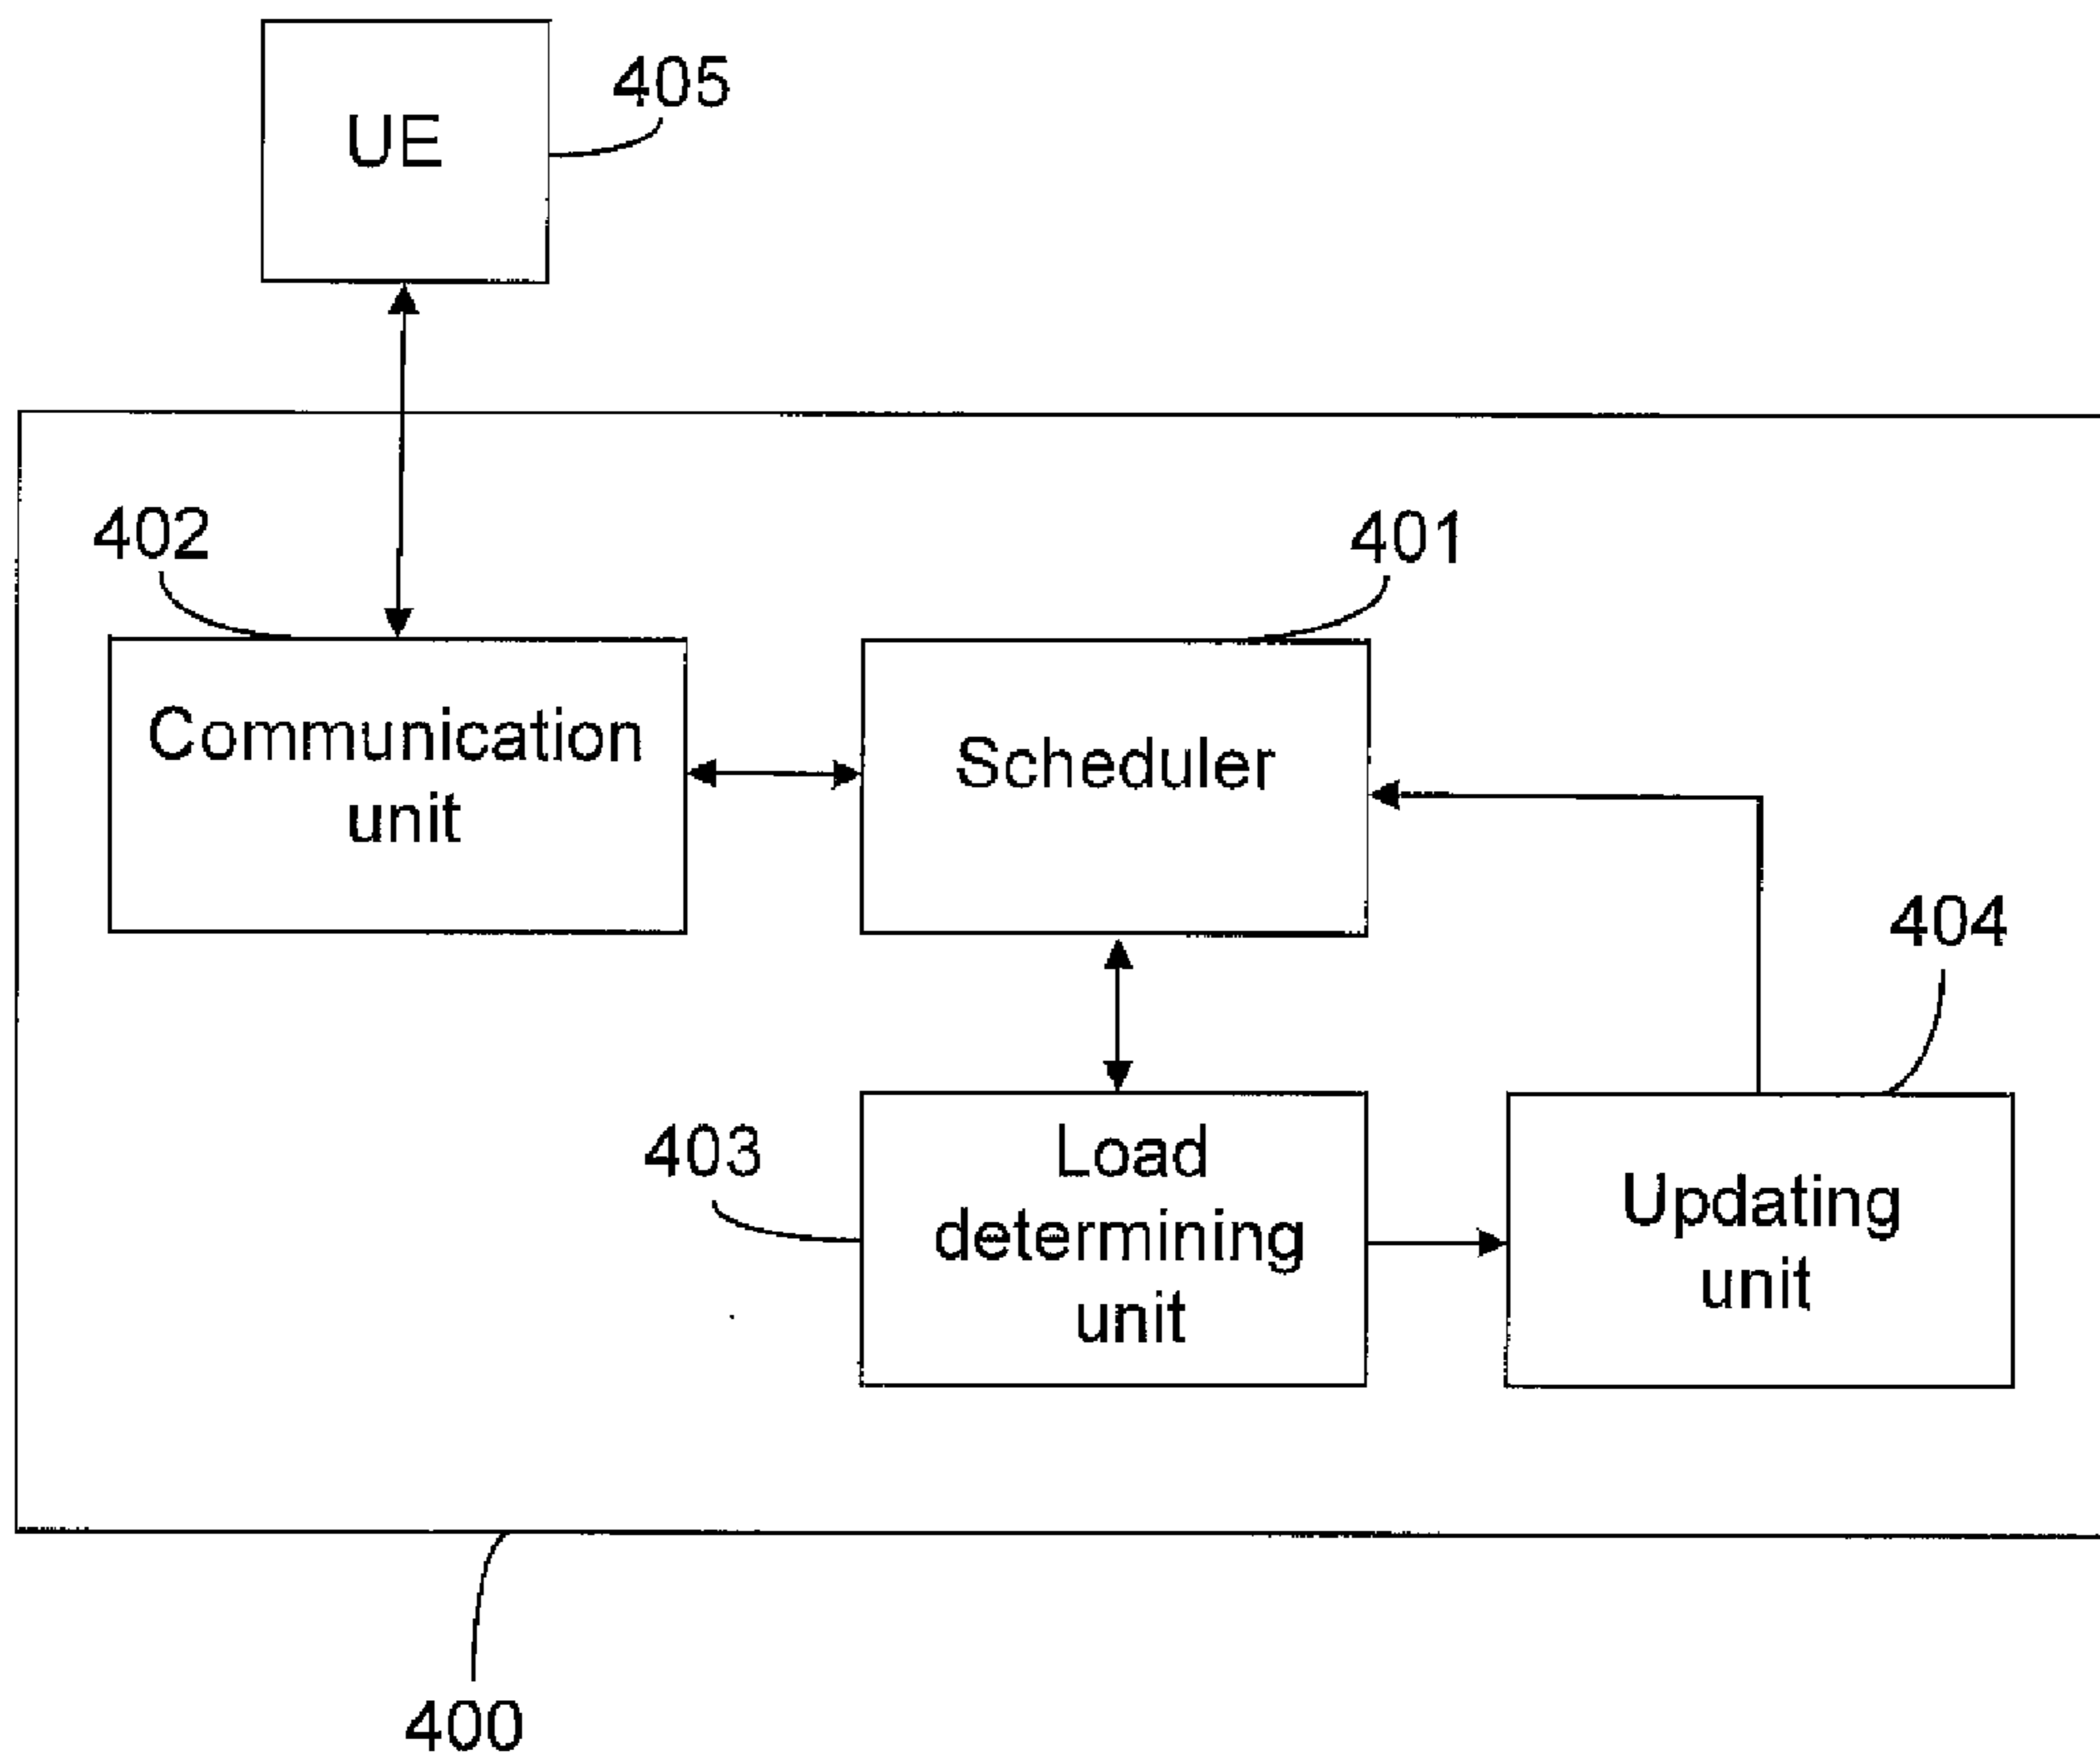 UE
405
402
401
Communication
unit
Scheduler
404
403
Load
determining
unit
Updating
unit
400